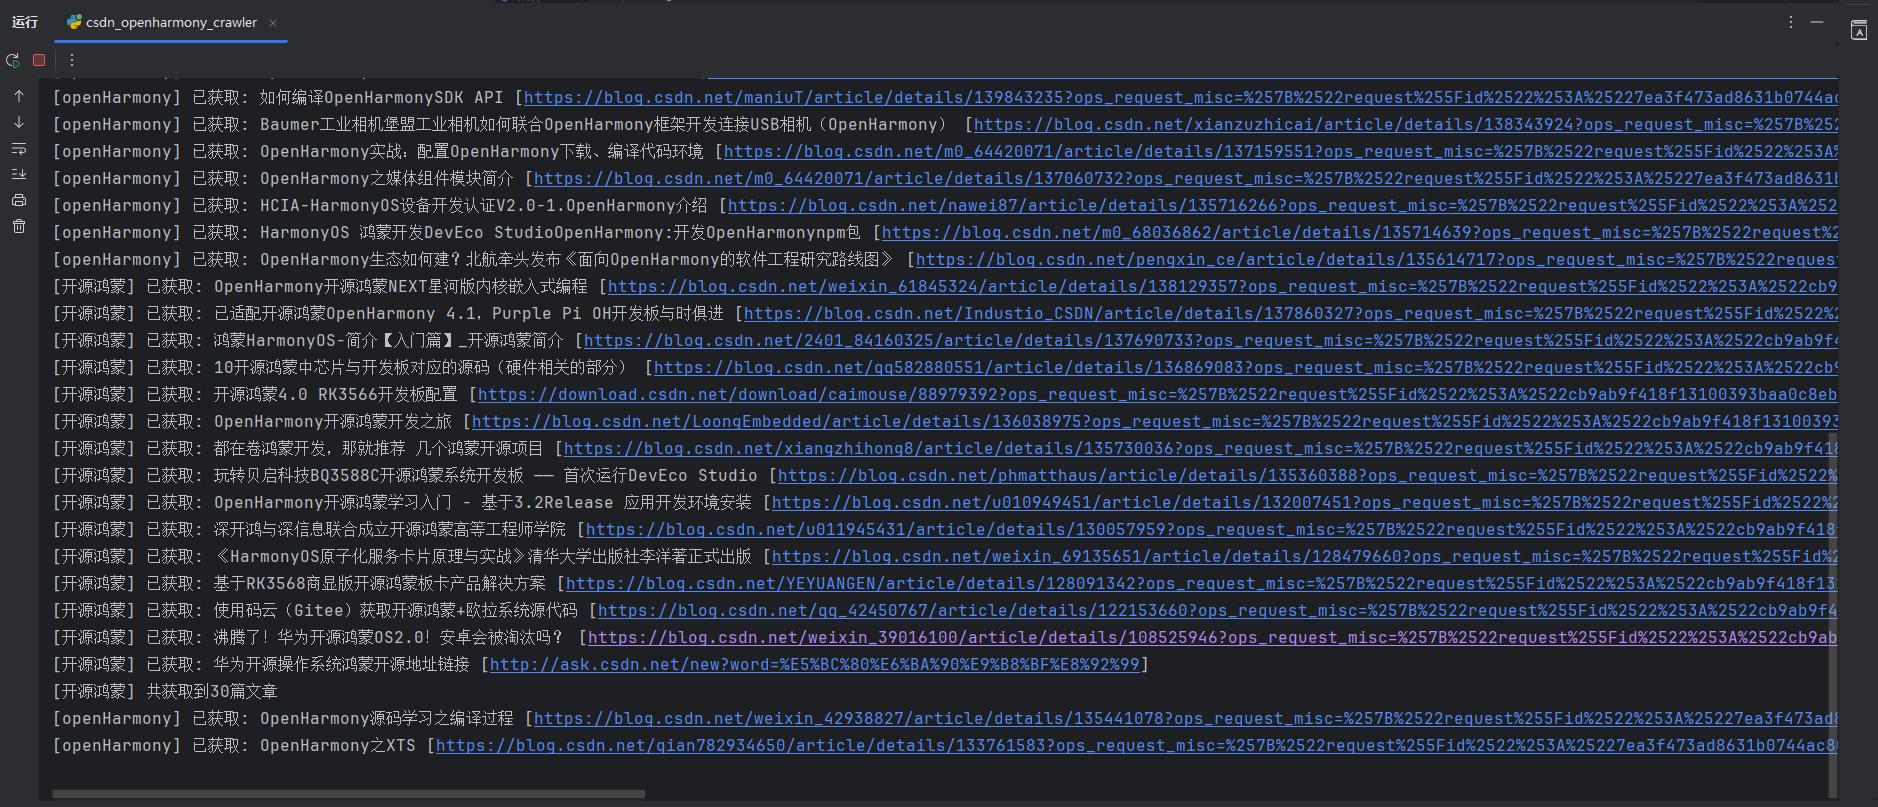 运行 csdn_openharmony_crawler
[openHarmony] 已获取: 如何编译OpenHarmonySDK API [https://blog.csdn.net/maniuT/article/details/139843235?ops_request_misc=%257B%2522request%255Fid%2522%253A%25227ea3f473ad8631b0744ac
[openHarmony] 已获取: Baumer工业相机堡盟工业相机如何联合OpenHarmony框架开发连接USB相机（OpenHarmony） [https://blog.csdn.net/xianzuzhicai/article/details/138343924?ops_request_misc=%257B%252
[openHarmony] 已获取: OpenHarmony实战：配置OpenHarmony下载、编译代码环境 [https://blog.csdn.net/m0_64420071/article/details/137159551?ops_request_misc=%257B%2522request%255Fid%2522%253A%
[openHarmony] 已获取: OpenHarmony之媒体组件模块简介 [https://blog.csdn.net/m0_64420071/article/details/137060732?ops_request_misc=%257B%2522request%255Fid%2522%253A%25227ea3f473ad8631b
[openHarmony] 已获取: HCIA-HarmonyOS设备开发认证V2.0-1.OpenHarmony介绍 [https://blog.csdn.net/nawei87/article/details/135716266?ops_request_misc=%257B%2522request%255Fid%2522%253A%252
[openHarmony] 已获取: HarmonyOS 鸿蒙开发DevEco StudioOpenHarmony:开发OpenHarmonynpm包 [https://blog.csdn.net/m0_68036862/article/details/135714639?ops_request_misc=%257B%2522request%2
[openHarmony] 已获取: OpenHarmony生态如何建？北航牵头发布《面向OpenHarmony的软件工程研究路线图》 [https://blog.csdn.net/pengxin_ce/article/details/135614717?ops_request_misc=%257B%2522reques
[开源鸿蒙] 已获取: OpenHarmony开源鸿蒙NEXT星河版内核嵌入式编程 [https://blog.csdn.net/weixin_61845324/article/details/138129357?ops_request_misc=%257B%2522request%255Fid%2522%253A%2522cb9
[开源鸿蒙] 已获取: 已适配开源鸿蒙OpenHarmony 4.1，Purple Pi OH开发板与时俱进 [https://blog.csdn.net/Industio_CSDN/article/details/137860327?ops_request_misc=%257B%2522request%255Fid%2522%2
[开源鸿蒙] 已获取: 鸿蒙HarmonyOS-简介【入门篇】_开源鸿蒙简介 [https://blog.csdn.net/2401_84160325/article/details/137690733?ops_request_misc=%257B%2522request%255Fid%2522%253A%2522cb9ab9f4
[开源鸿蒙] 已获取: 10开源鸿蒙中芯片与开发板对应的源码（硬件相关的部分） [https://blog.csdn.net/qq582880551/article/details/136869083?ops_request_misc=%257B%2522request%255Fid%2522%253A%2522cb9
[开源鸿蒙] 已获取: 开源鸿蒙4.0 RK3566开发板配置 [https://download.csdn.net/download/caimouse/88979392?ops_request_misc=%257B%2522request%255Fid%2522%253A%2522cb9ab9f418f13100393baa0c8eb
[开源鸿蒙] 已获取: OpenHarmony开源鸿蒙开发之旅 [https://blog.csdn.net/LoongEmbedded/article/details/136038975?ops_request_misc=%257B%2522request%255Fid%2522%253A%2522cb9ab9f418f13100393
[开源鸿蒙] 已获取: 都在卷鸿蒙开发，那就推荐 几个鸿蒙开源项目 [https://blog.csdn.net/xiangzhihong8/article/details/135730036?ops_request_misc=%257B%2522request%255Fid%2522%253A%2522cb9ab9f418
[开源鸿蒙] 已获取: 玩转贝启科技BQ3588C开源鸿蒙系统开发板 —— 首次运行DevEco Studio [https://blog.csdn.net/phmatthaus/article/details/135360388?ops_request_misc=%257B%2522request%255Fid%2522%
[开源鸿蒙] 已获取: OpenHarmony开源鸿蒙学习入门 - 基于3.2Release 应用开发环境安装 [https://blog.csdn.net/u010949451/article/details/132007451?ops_request_misc=%257B%2522request%255Fid%2522%2
[开源鸿蒙] 已获取: 深开鸿与深信息联合成立开源鸿蒙高等工程师学院 [https://blog.csdn.net/u011945431/article/details/130057959?ops_request_misc=%257B%2522request%255Fid%2522%253A%2522cb9ab9f418f
[开源鸿蒙] 已获取: 《HarmonyOS原子化服务卡片原理与实战》清华大学出版社李洋著正式出版 [https://blog.csdn.net/weixin_69135651/article/details/128479660?ops_request_misc=%257B%2522request%255Fid%2
[开源鸿蒙] 已获取: 基于RK3568商显版开源鸿蒙板卡产品解决方案 [https://blog.csdn.net/YEYUANGEN/article/details/128091342?ops_request_misc=%257B%2522request%255Fid%2522%253A%2522cb9ab9f418f13
[开源鸿蒙] 已获取: 使用码云（Gitee）获取开源鸿蒙+欧拉系统源代码 [https://blog.csdn.net/qq_42450767/article/details/122153660?ops_request_misc=%257B%2522request%255Fid%2522%253A%2522cb9ab9f4
[开源鸿蒙] 已获取: 沸腾了！华为开源鸿蒙OS2.0！安卓会被淘汰吗？ [https://blog.csdn.net/weixin_39016100/article/details/108525946?ops_request_misc=%257B%2522request%255Fid%2522%253A%2522cb9ab
[开源鸿蒙] 已获取: 华为开源操作系统鸿蒙开源地址链接 [http://ask.csdn.net/new?word=%E5%BC%80%E6%BA%90%E9%B8%BF%E8%92%99]
[开源鸿蒙] 共获取到30篇文章
[openHarmony] 已获取: OpenHarmony源码学习之编译过程 [https://blog.csdn.net/weixin_42938827/article/details/135441078?ops_request_misc=%257B%2522request%255Fid%2522%253A%25227ea3f473ad8
[openHarmony] 已获取: OpenHarmony之XTS [https://blog.csdn.net/qian782934650/article/details/133761583?ops_request_misc=%257B%2522request%255Fid%2522%253A%25227ea3f473ad8631b0744ac8